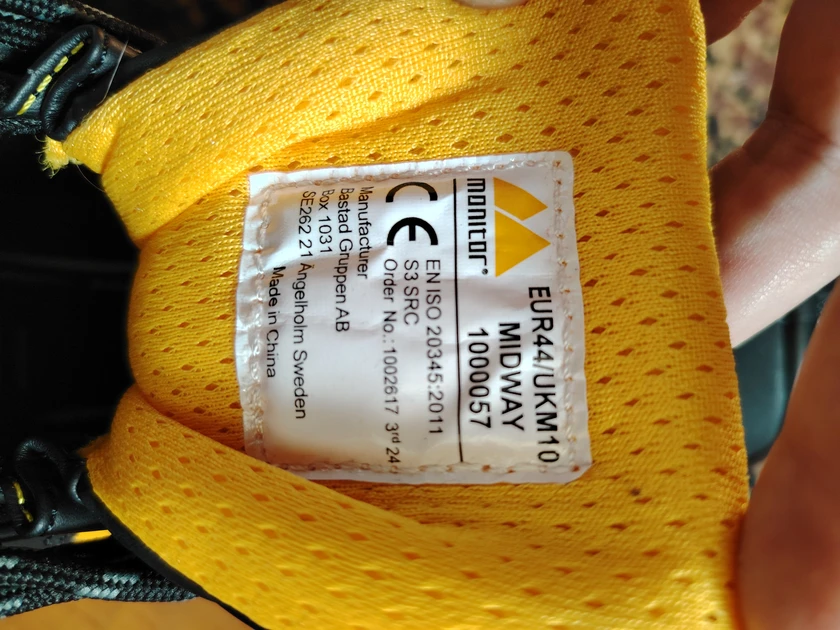 monitor®
EUR44/UKM10
MIDWAY
1000057
CE
EN ISO 20345:2011
S3 SRC
Order No.: 1002617 3rd 24
Manufacturer
Bastad Gruppen AB
Box 1031
SE262 21 Ängelholm Sweden
Made in China